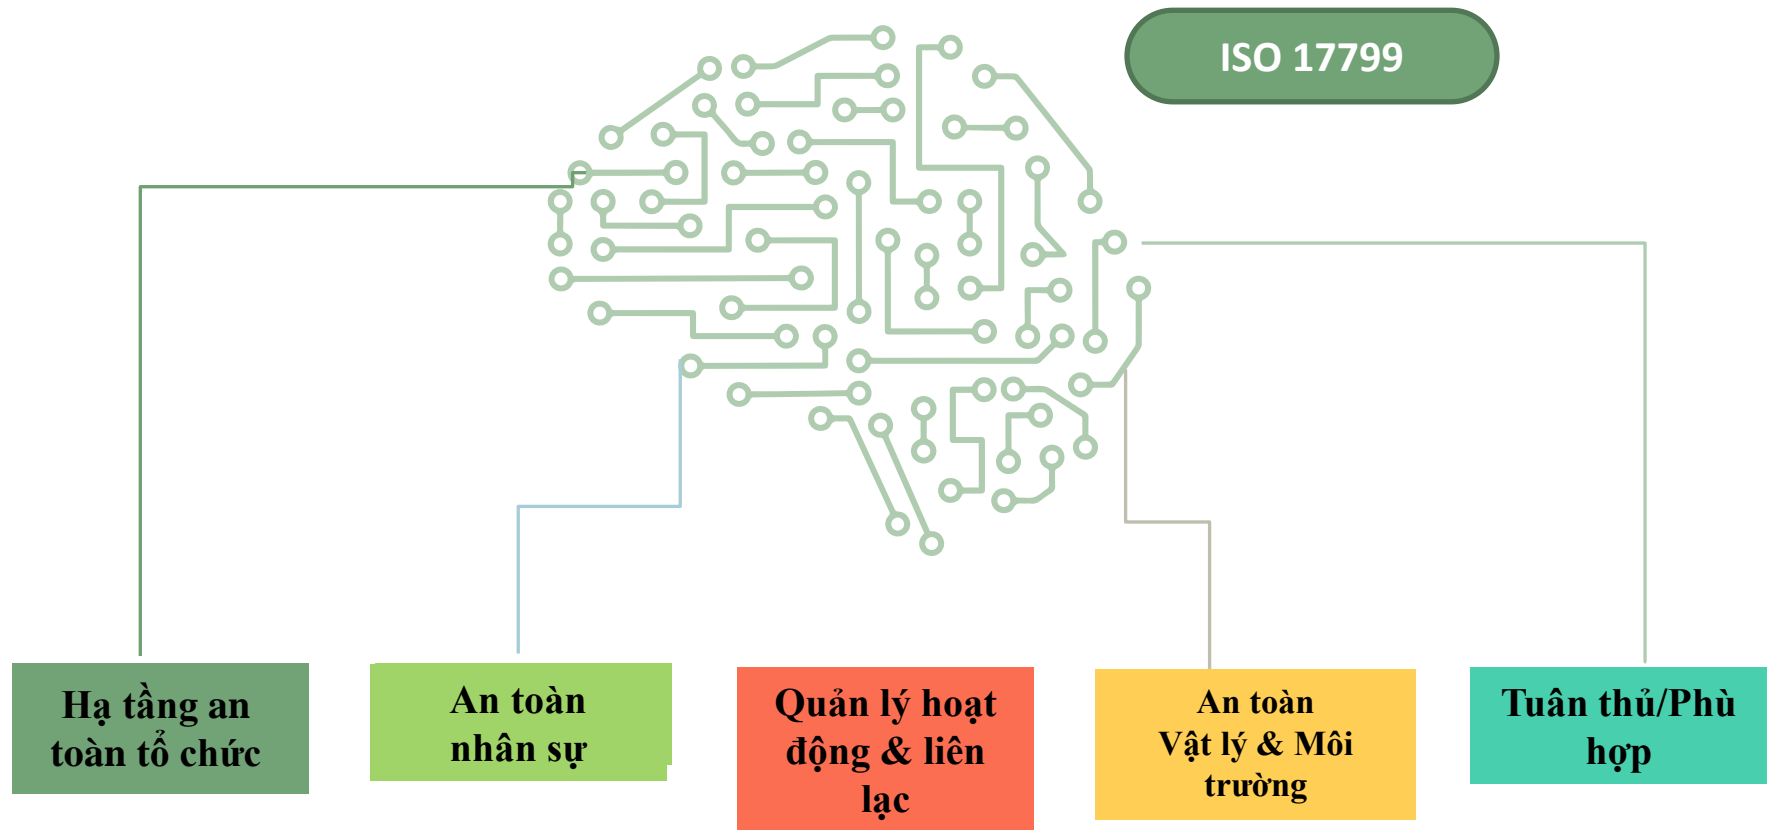 ISO 17799
Hạ tầng an
toàn tổ chức
An toàn
nhân sự
Quản lý hoạt
động & liên
lạc
An toàn
Vật lý & Môi
trường
Tuân thủ/Phù
hợp